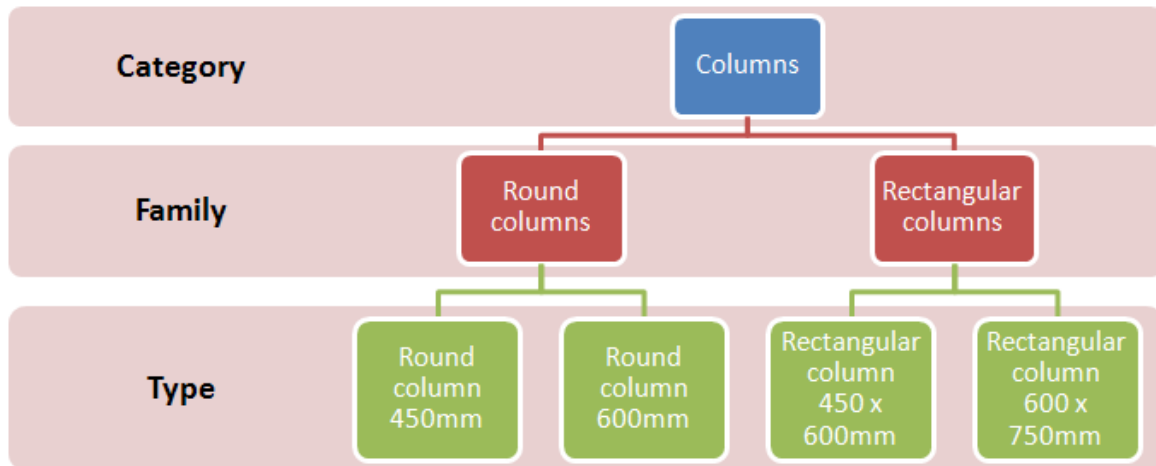 Category
Columns
Family
Round
columns
Rectangular
columns
Type
Round
column
450mm
Round
column
600mm
Rectangular
column
450 x
600mm
Rectangular
column
600 x
750mm